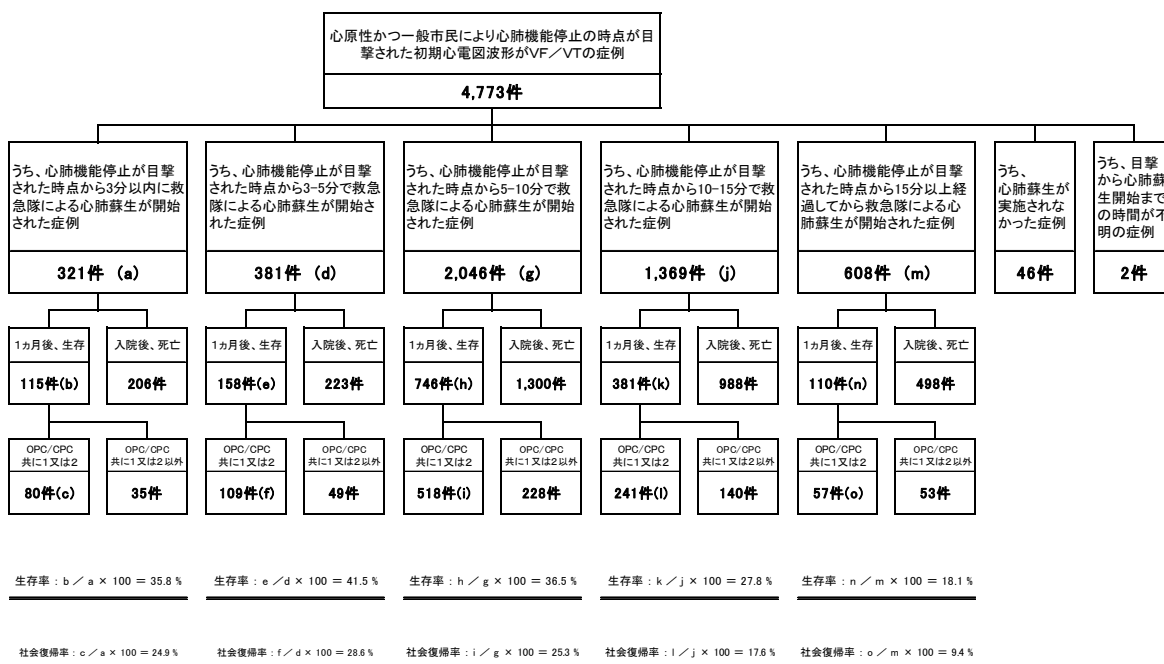 心原性かつ一般市民により心肺機能停止の時点が目
撃された初期心電図波形がVF／VTの症例
4,773件
うち、心肺機能停止が目撃
された時点から3分以内に救
急隊による心肺蘇生が開始
された症例
321件 (a)
うち、心肺機能停止が目撃
された時点から3-5分で救急
隊による心肺蘇生が開始さ
れた症例
381件 (d)
うち、心肺機能停止が目撃
された時点から5-10分で救
急隊による心肺蘇生が開始
された症例
2,046件 (g)
うち、心肺機能停止が目撃
された時点から10-15分で救
急隊による心肺蘇生が開始
された症例
1,369件 (j)
うち、心肺機能停止が目撃
された時点から15分以上経
過してから救急隊による心
肺蘇生が開始された症例
608件 (m)
うち、
心肺蘇生が
実施されな
かった症例
46件
うち、目撃
から心肺蘇
生開始まで
の時間が不
明の症例
2件
1ヵ月後、生存
115件(b)
入院後、死亡
206件
1ヵ月後、生存
158件(e)
入院後、死亡
223件
1ヵ月後、生存
746件(h)
入院後、死亡
1,300件
1ヵ月後、生存
381件(k)
入院後、死亡
988件
1ヵ月後、生存
110件(n)
入院後、死亡
498件
OPC/CPC
共に1又は2
80件(c)
OPC/CPC
共に1又は2以外
35件
OPC/CPC
共に1又は2
109件(f)
OPC/CPC
共に1又は2以外
49件
OPC/CPC
共に1又は2
518件(i)
OPC/CPC
共に1又は2以外
228件
OPC/CPC
共に1又は2
241件(l)
OPC/CPC
共に1又は2以外
140件
OPC/CPC
共に1又は2
57件(o)
OPC/CPC
共に1又は2以外
53件
生存率：b ／ a × 100 ＝ 35.8 %
生存率：e ／ d × 100 ＝ 41.5 %
生存率：h ／ g × 100 ＝ 36.5 %
生存率：k ／ j × 100 ＝ 27.8 %
生存率：n ／ m × 100 ＝ 18.1 %
社会復帰率：c ／ a × 100 ＝ 24.9 %
社会復帰率：f ／ d × 100 ＝ 28.6 %
社会復帰率：i ／ g × 100 ＝ 25.3 %
社会復帰率：l ／ j × 100 ＝ 17.6 %
社会復帰率：o ／ m × 100 ＝ 9.4 %